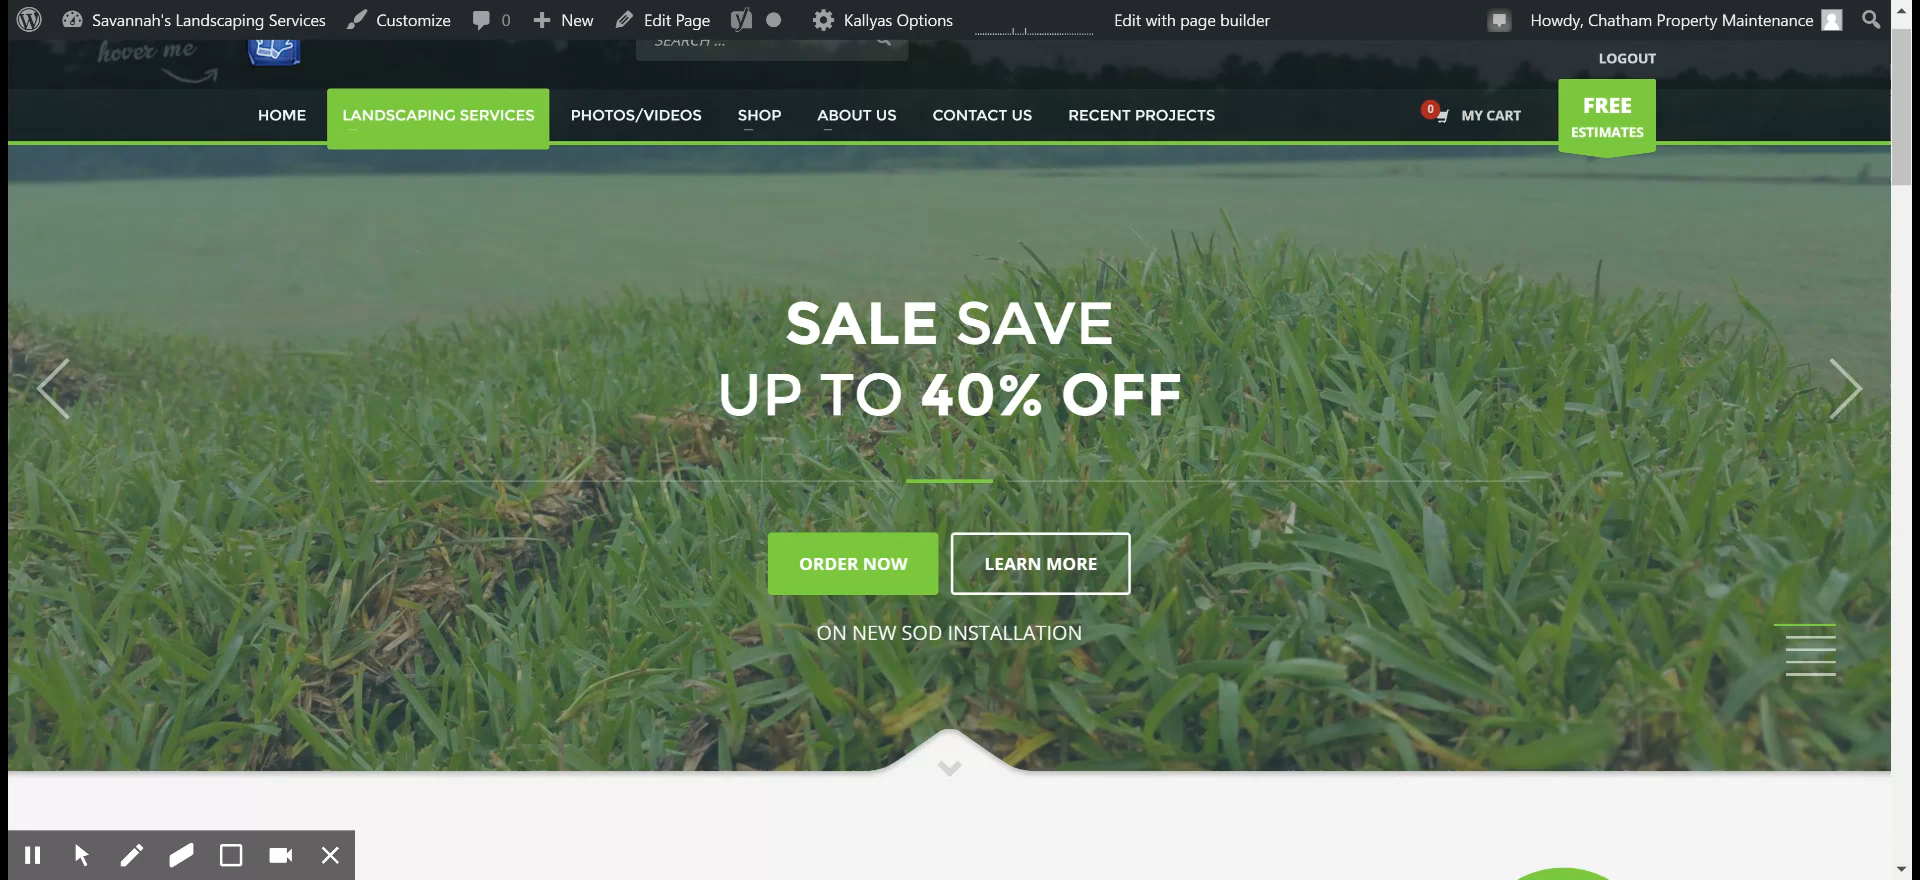 Savannah's Landscaping Services Customize 0 New Edit Page Kallyas Options Edit with page builder Howdy, Chatham Property Maintenance
hover me
SEARCH ...
LOGOUT
HOME LANDSCAPING SERVICES PHOTOS/VIDEOS SHOP ABOUT US CONTACT US RECENT PROJECTS 0 MY CART FREE
ESTIMATES
SALE SAVE
UP TO 40% OFF
ORDER NOW LEARN MORE
ON NEW SOD INSTALLATION